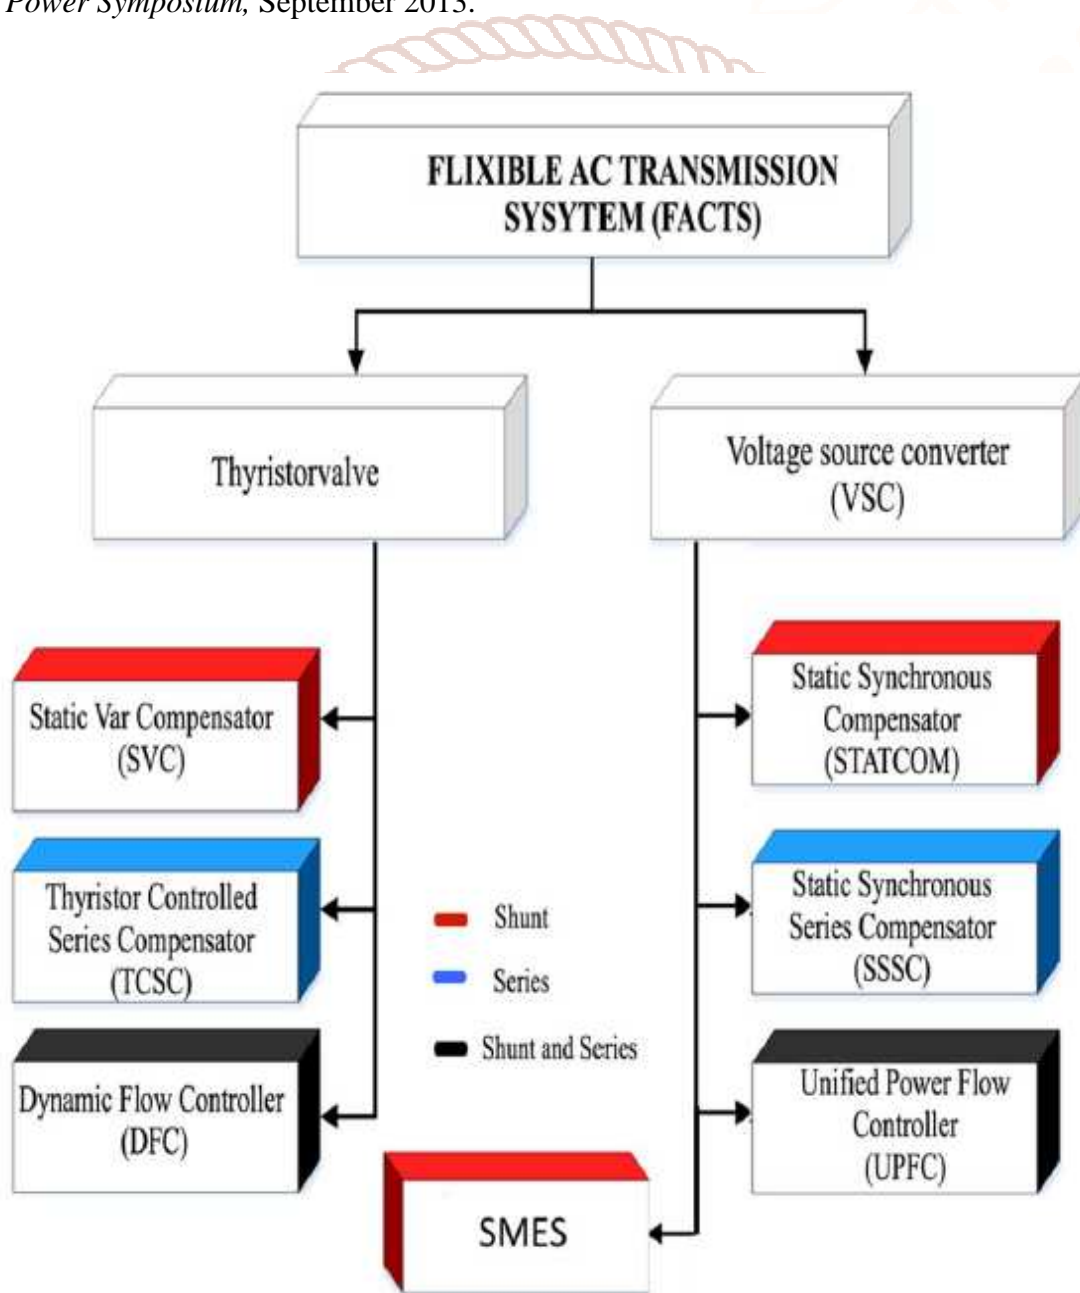 Power Symposium, September 2013.
FLIXIBLE AC TRANSMISSION
SYSYTEM (FACTS)
Thyristorvalve
Voltage source converter
(VSC)
Static Var Compensator
(SVC)
Thyristor Controlled
Series Compensator
(TCSC)
Dynamic Flow Controller
(DFC)
Shunt
Series
Shunt and Series
Static Synchronous
Compensator
(STATCOM)
Static Synchronous
Series Compensator
(SSSC)
Unified Power Flow
Controller
(UPFC)
SMES